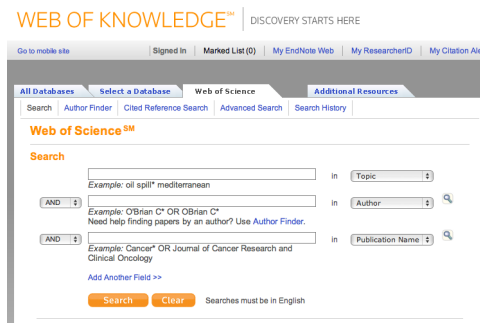 WEB OF KNOWLEDGE℠ DISCOVERY STARTS HERE
Go to mobile site Signed In Marked List (0) My EndNote Web My ResearcherID My Citation Ale
All Databases Select a Database Web of Science Additional Resources
Search Author Finder Cited Reference Search Advanced Search Search History
Web of Science℠
Search
in Topic
Example: oil spill* mediterranean
AND in Author
Example: O'Brian C* OR OBrian C*
Need help finding papers by an author? Use Author Finder.
AND in Publication Name
Example: Cancer* OR Journal of Cancer Research and
Clinical Oncology
Add Another Field >>
Search Clear Searches must be in English